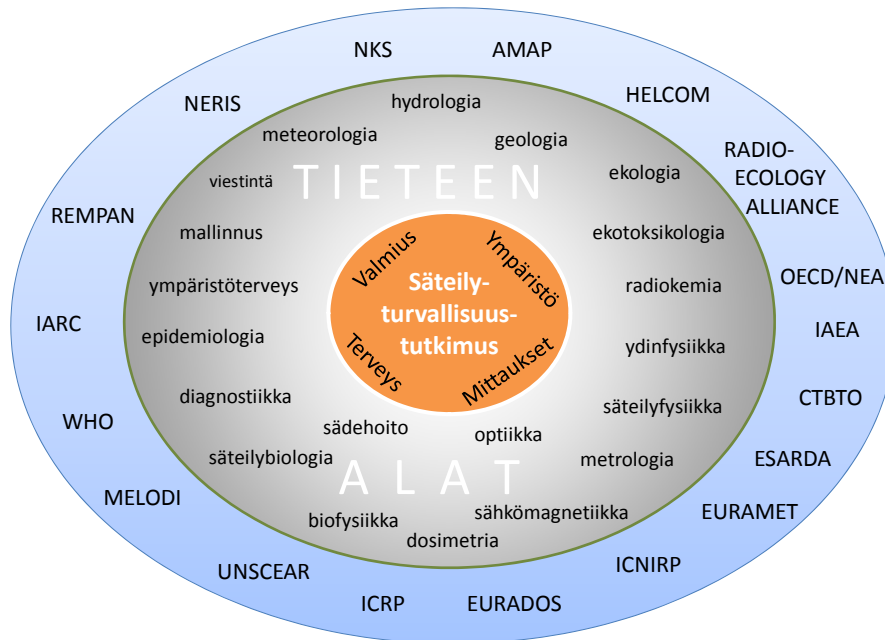 NKS
AMAP
NERIS
HELCOM
hydrologia
meteorologia
geologia
RADIO-
ECOLOGY
ALLIANCE
viestintä
TIETEEN
ekologia
REMPAN
mallinnus
ekotoksikologia
Valmius
Ympäristö
ympäristöterveys
Säteily-
turvallisuus-
tutkimus
radiokemia
OECD/NEA
IARC
epidemiologia
Terveys
Mittaukset
ydinfysiikka
IAEA
diagnostiikka
säteilyfysiikka
CTBTO
WHO
sädehoito
optiikka
säteilybiologia
metrologia
ESARDA
ALAT
MELODI
biofysiikka
sähkömagnetiikka
EURAMET
dosimetria
UNSCEAR
ICNIRP
ICRP
EURADOS